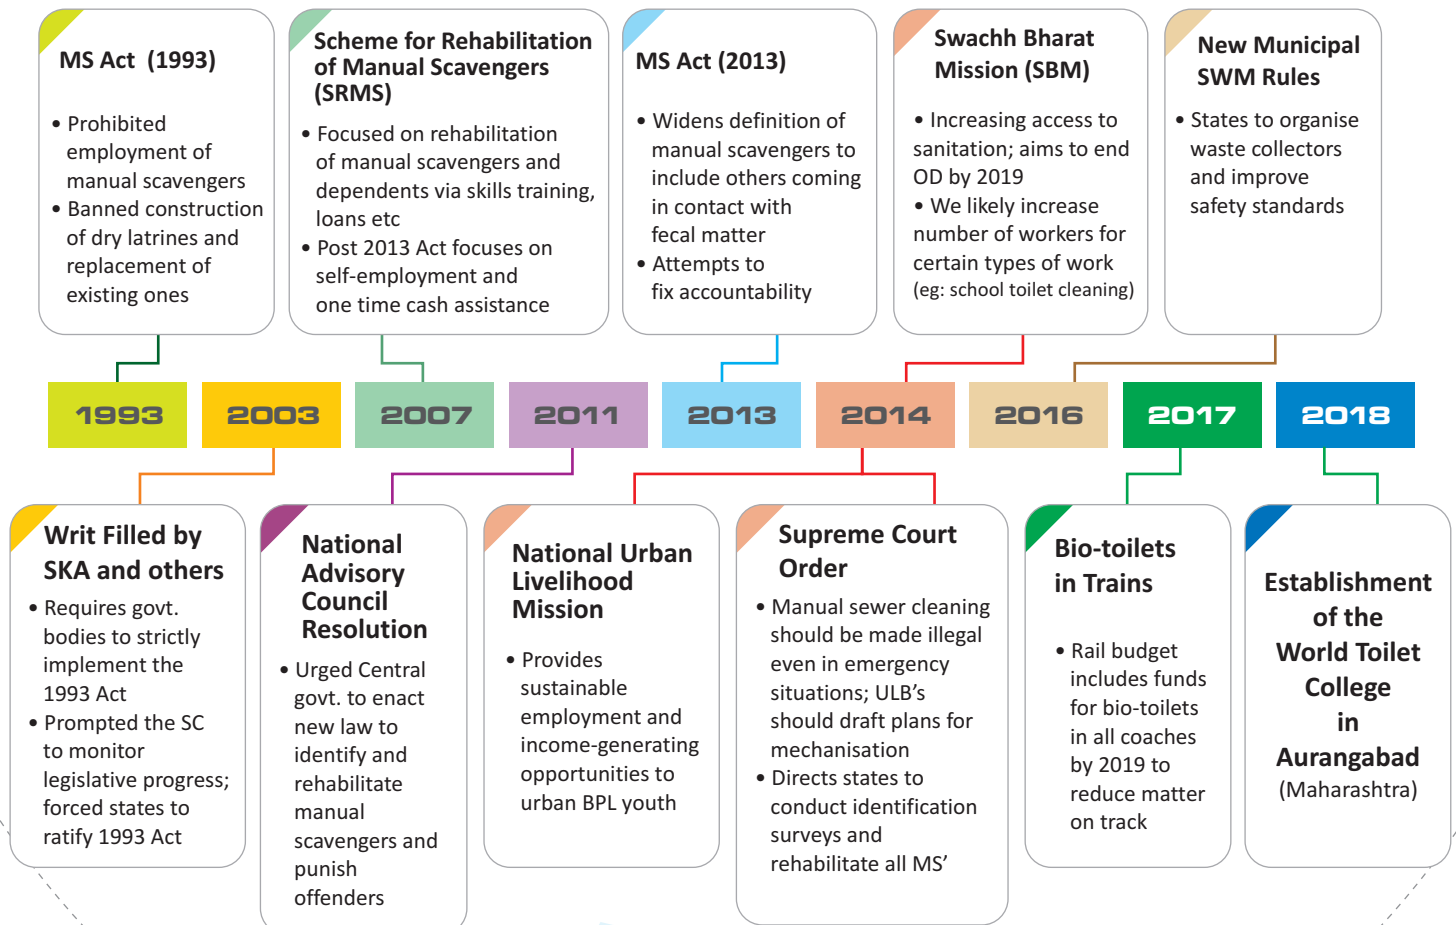 MS Act (1993)
• Prohibited
employment of
manual scavengers
• Banned construction
of dry latrines and
replacement of
existing ones
Scheme for Rehabilitation
of Manual Scavengers
(SRMS)
• Focused on rehabilitation
of manual scavengers and
dependents via skills training,
loans etc
• Post 2013 Act focuses on
self-employment and
one time cash assistance
MS Act (2013)
• Widens definition of
manual scavengers to
include others coming
in contact with
fecal matter
• Attempts to
fix accountability
Swachh Bharat
Mission (SBM)
• Increasing access to
sanitation; aims to end
OD by 2019
• We likely increase
number of workers for
certain types of work
(eg: school toilet cleaning)
New Municipal
SWM Rules
• States to organise
waste collectors
and improve
safety standards
1993 2003 2007 2011 2013 2014 2016 2017 2018
Writ Filled by
SKA and others
• Requires govt.
bodies to strictly
implement the
1993 Act
• Prompted the SC
to monitor
legislative progress;
forced states to
ratify 1993 Act
National
Advisory
Council
Resolution
• Urged Central
govt. to enact
new law to
identify and
rehabilitate
manual
scavengers and
punish
offenders
National Urban
Livelihood
Mission
• Provides
sustainable
employment and
income-generating
opportunities to
urban BPL youth
Supreme Court
Order
• Manual sewer cleaning
should be made illegal
even in emergency
situations; ULB's
should draft plans for
mechanisation
• Directs states to
conduct identification
surveys and
rehabilitate all MS'
Bio-toilets
in Trains
• Rail budget
includes funds
for bio-toilets
in all coaches
by 2019 to
reduce matter
on track
Establishment
of the
World Toilet
College
in
Aurangabad
(Maharashtra)